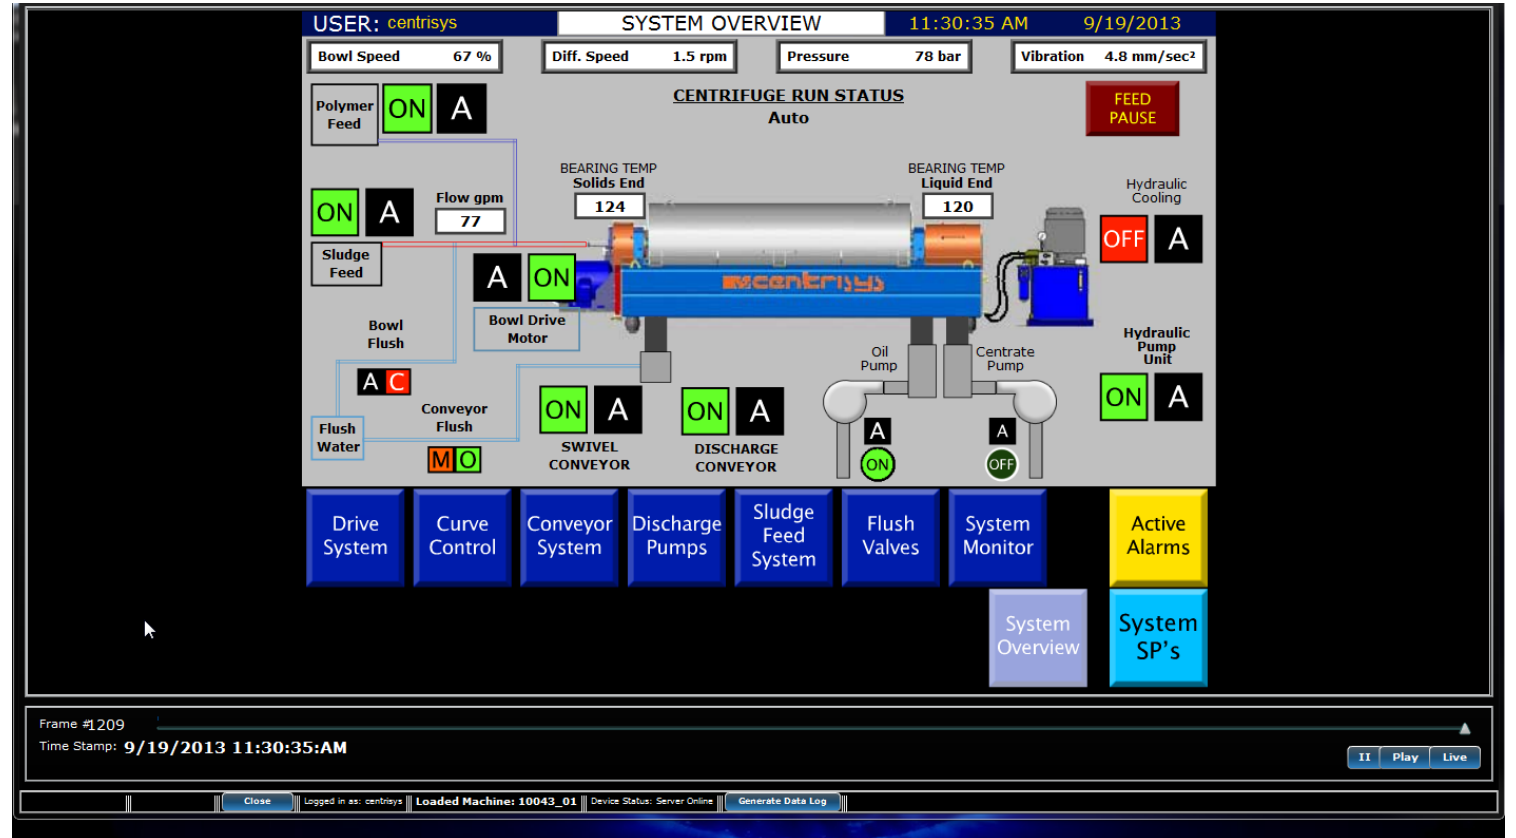 USER: centrisys SYSTEM OVERVIEW 11:30:35 AM 9/19/2013
Bowl Speed 67 % Diff. Speed 1.5 rpm Pressure 78 bar Vibration 4.8 mm/sec²
Polymer
Feed
ON A
CENTRIFUGE RUN STATUS
Auto
FEED
PAUSE
BEARING TEMP
Solids End
124
BEARING TEMP
Liquid End
120
Hydraulic
Cooling
OFF A
ON A
Flow gpm
77
Sludge
Feed
A ON
Bowl Drive
Motor
centrisys
Bowl
Flush
A C
Hydraulic
Pump
Unit
ON A
Oil
Pump
Centrate
Pump
Flush
Water
Conveyor
Flush
M O
ON A
SWIVEL
CONVEYOR
ON A
DISCHARGE
CONVEYOR
A
ON
A
OFF
Drive
System
Curve
Control
Conveyor
System
Discharge
Pumps
Sludge
Feed
System
Flush
Valves
System
Monitor
Active
Alarms
System
Overview
System
SP's
Frame #1209
Time Stamp: 9/19/2013 11:30:35:AM
II Play Live
Close Logged in as: centrisys Loaded Machine: 10043_01 Device Status: Server Online Generate Data Log